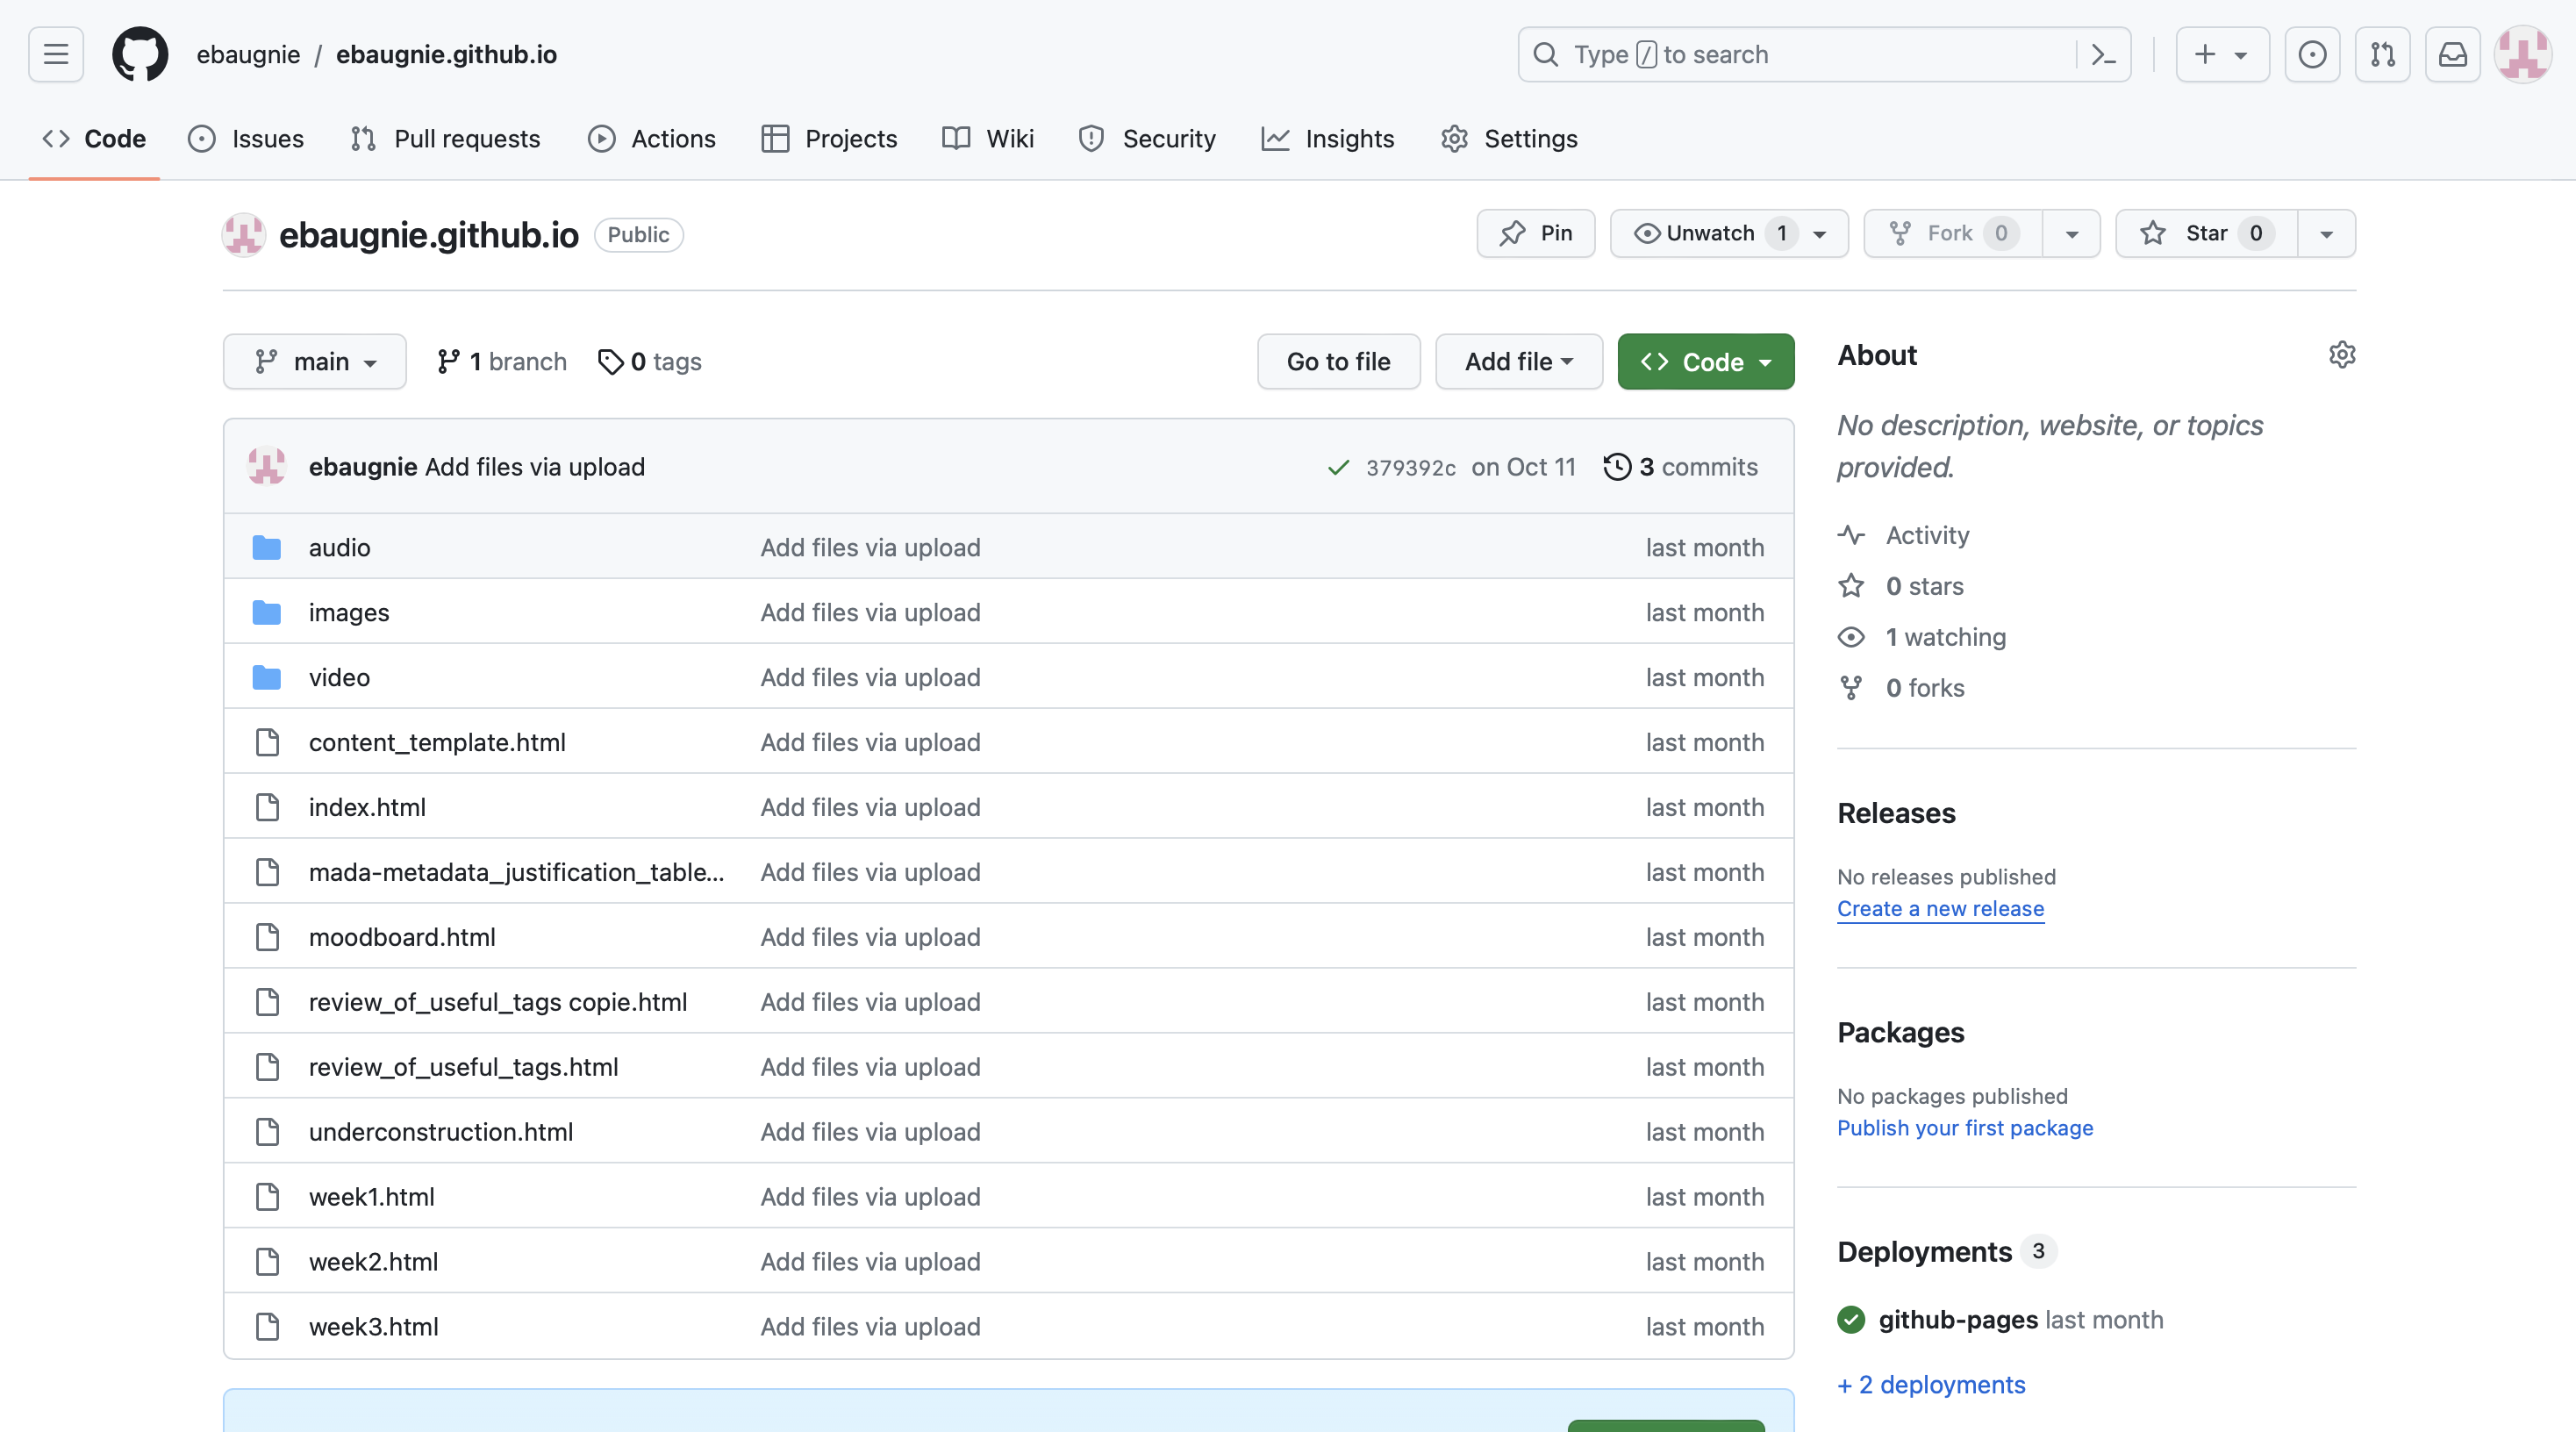 ebaugnie / ebaugnie.github.io
Type / to search
Code
Issues
Pull requests
Actions
Projects
Wiki
Security
Insights
Settings
ebaugnie.github.io Public
Pin
Unwatch 1
Fork 0
Star 0
main
1 branch
0 tags
Go to file
Add file
Code
ebaugnie Add files via upload 379392c on Oct 11 3 commits
audio Add files via upload last month
images Add files via upload last month
video Add files via upload last month
content_template.html Add files via upload last month
index.html Add files via upload last month
mada-metadata_justification_table... Add files via upload last month
moodboard.html Add files via upload last month
review_of_useful_tags copie.html Add files via upload last month
review_of_useful_tags.html Add files via upload last month
underconstruction.html Add files via upload last month
week1.html Add files via upload last month
week2.html Add files via upload last month
week3.html Add files via upload last month
About
No description, website, or topics
provided.
Activity
0 stars
1 watching
0 forks
Releases
No releases published
Create a new release
Packages
No packages published
Publish your first package
Deployments 3
github-pages last month
+ 2 deployments